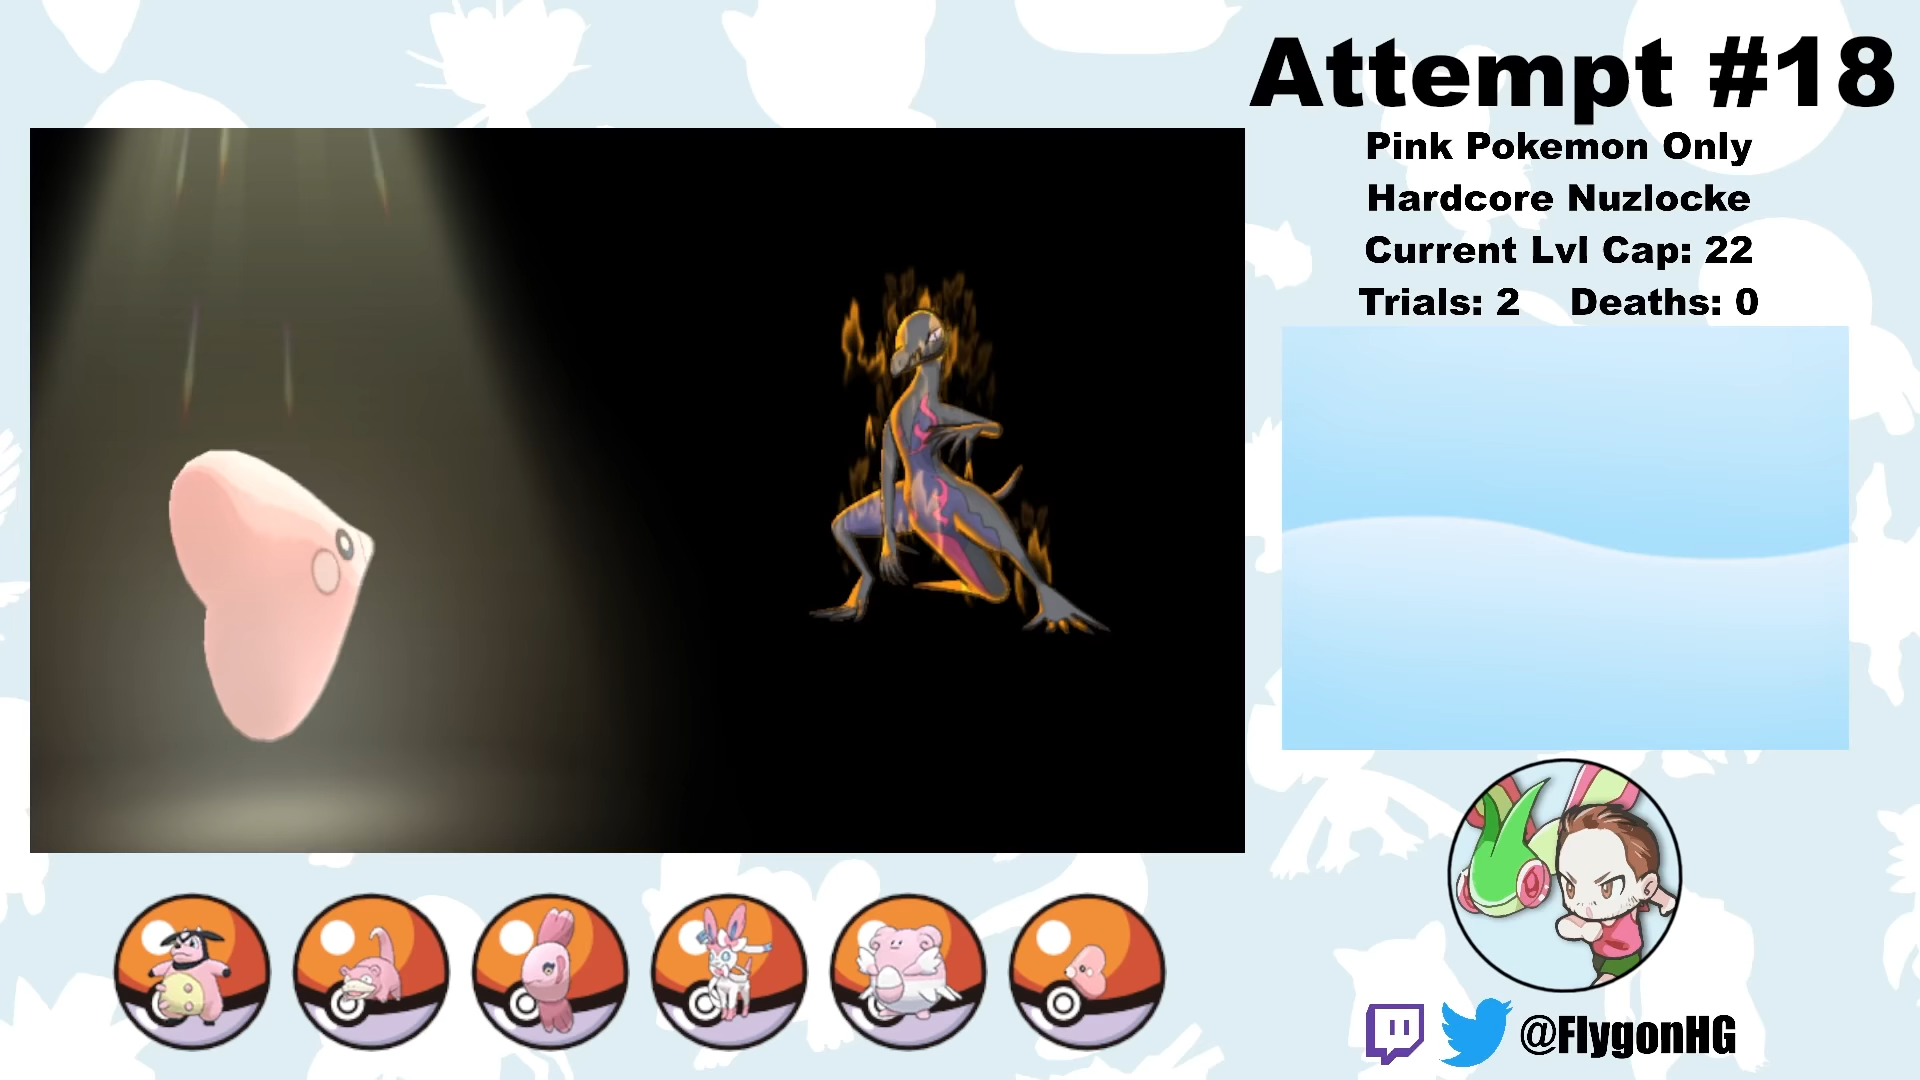 Attempt #18
Pink Pokemon Only
Hardcore Nuzlocke
Current Lvl Cap: 22
Trials: 2 Deaths: 0
@FlygonHG